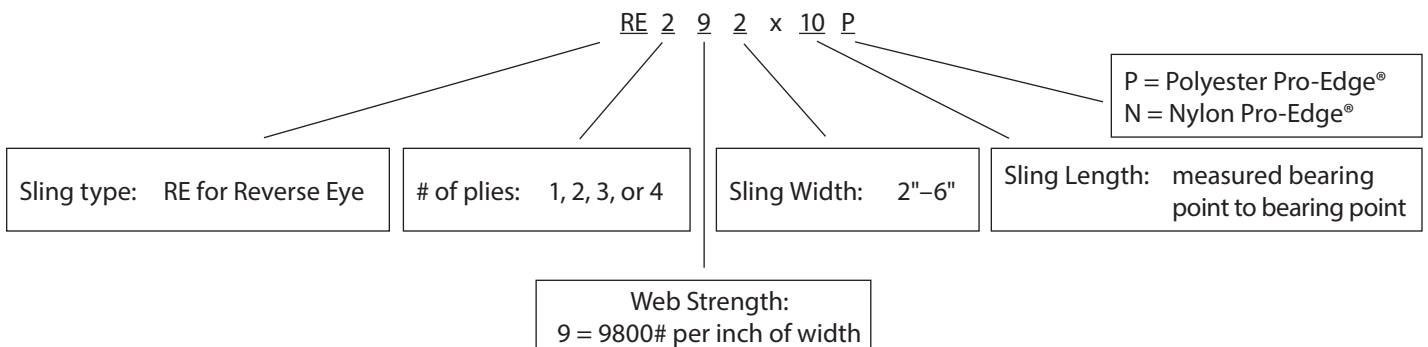 RE 2 9 2 x 10 P
P = Polyester Pro-Edge®
N = Nylon Pro-Edge®
Sling type: RE for Reverse Eye
# of plies: 1, 2, 3, or 4
Sling Width: 2"–6"
Sling Length: measured bearing
point to bearing point
Web Strength:
9 = 9800# per inch of width